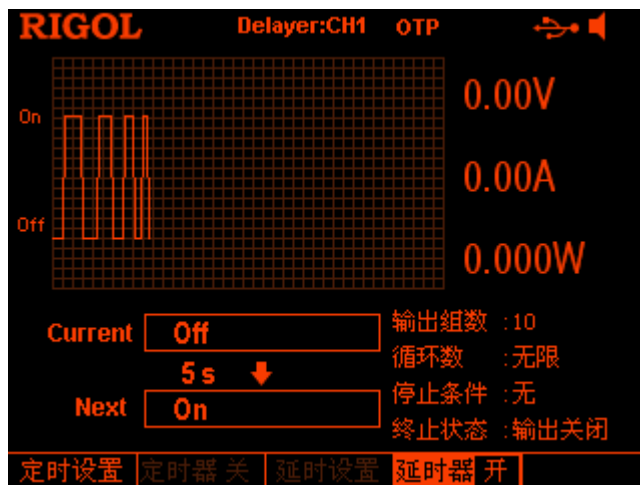 RIGOL Delayer:CH1 OTP
On
Off
0.00V
0.00A
0.000W
Current Off
5 s
Next On
输出组数 :10
循环数 :无限
停止条件 :无
终止状态 :输出关闭
定时设置 定时器 关 延时设置 延时器 开